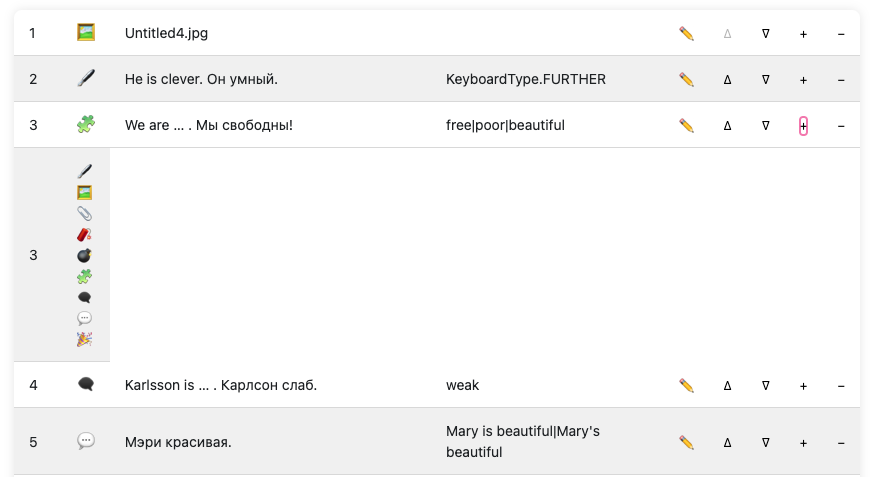 1 🖼️ Untitled4.jpg ✏️ Δ ∇ + −
2 🖋️ He is clever. Он умный. KeyboardType.FURTHER ✏️ Δ ∇ + −
3 🧩 We are ... . Мы свободны! free|poor|beautiful ✏️ Δ ∇ + −
3
4 🗨️ Karlsson is ... . Карлсон слаб. weak ✏️ Δ ∇ + −
5 💬 Мэри красивая. Mary is beautiful|Mary's
beautiful ✏️ Δ ∇ + −